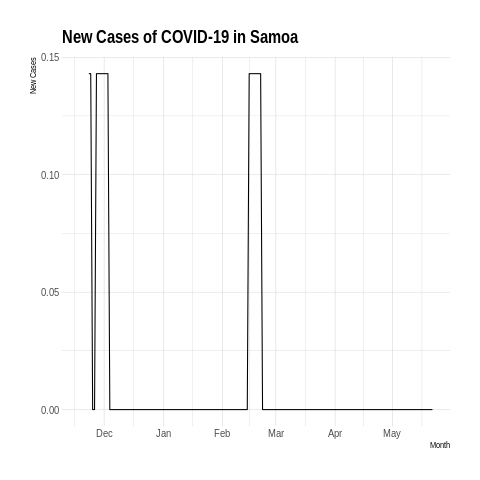 New Cases of COVID-19 in Samoa
New Cases
0.15
0.10
0.05
0.00
Dec Jan Feb Mar Apr May
Month